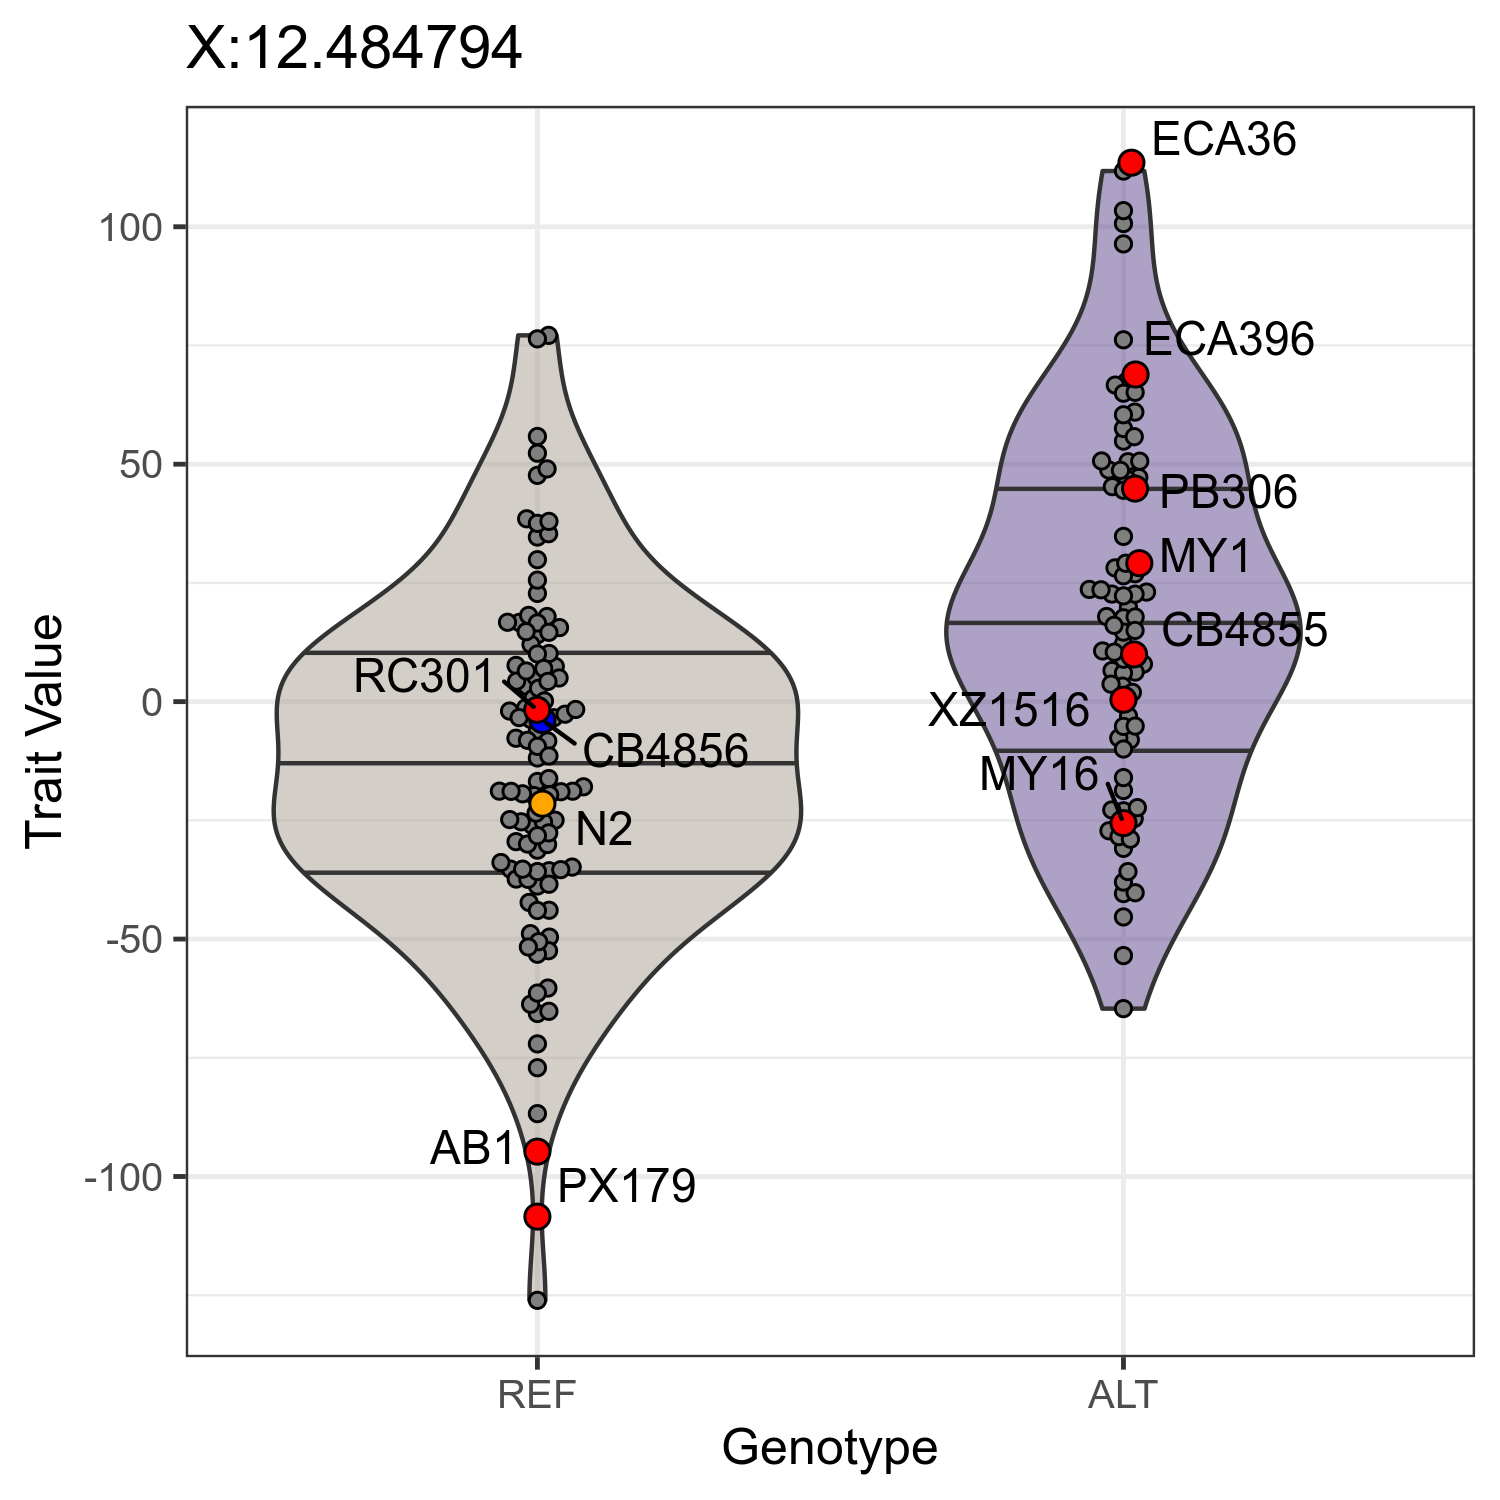 X:12.484794
ECA36
100
ECA396
50
PB306
MY1
CB4855
RC301
0
XZ1516
CB4856
MY16
N2
-50
AB1
-100
PX179
Trait Value
REF
ALT
Genotype